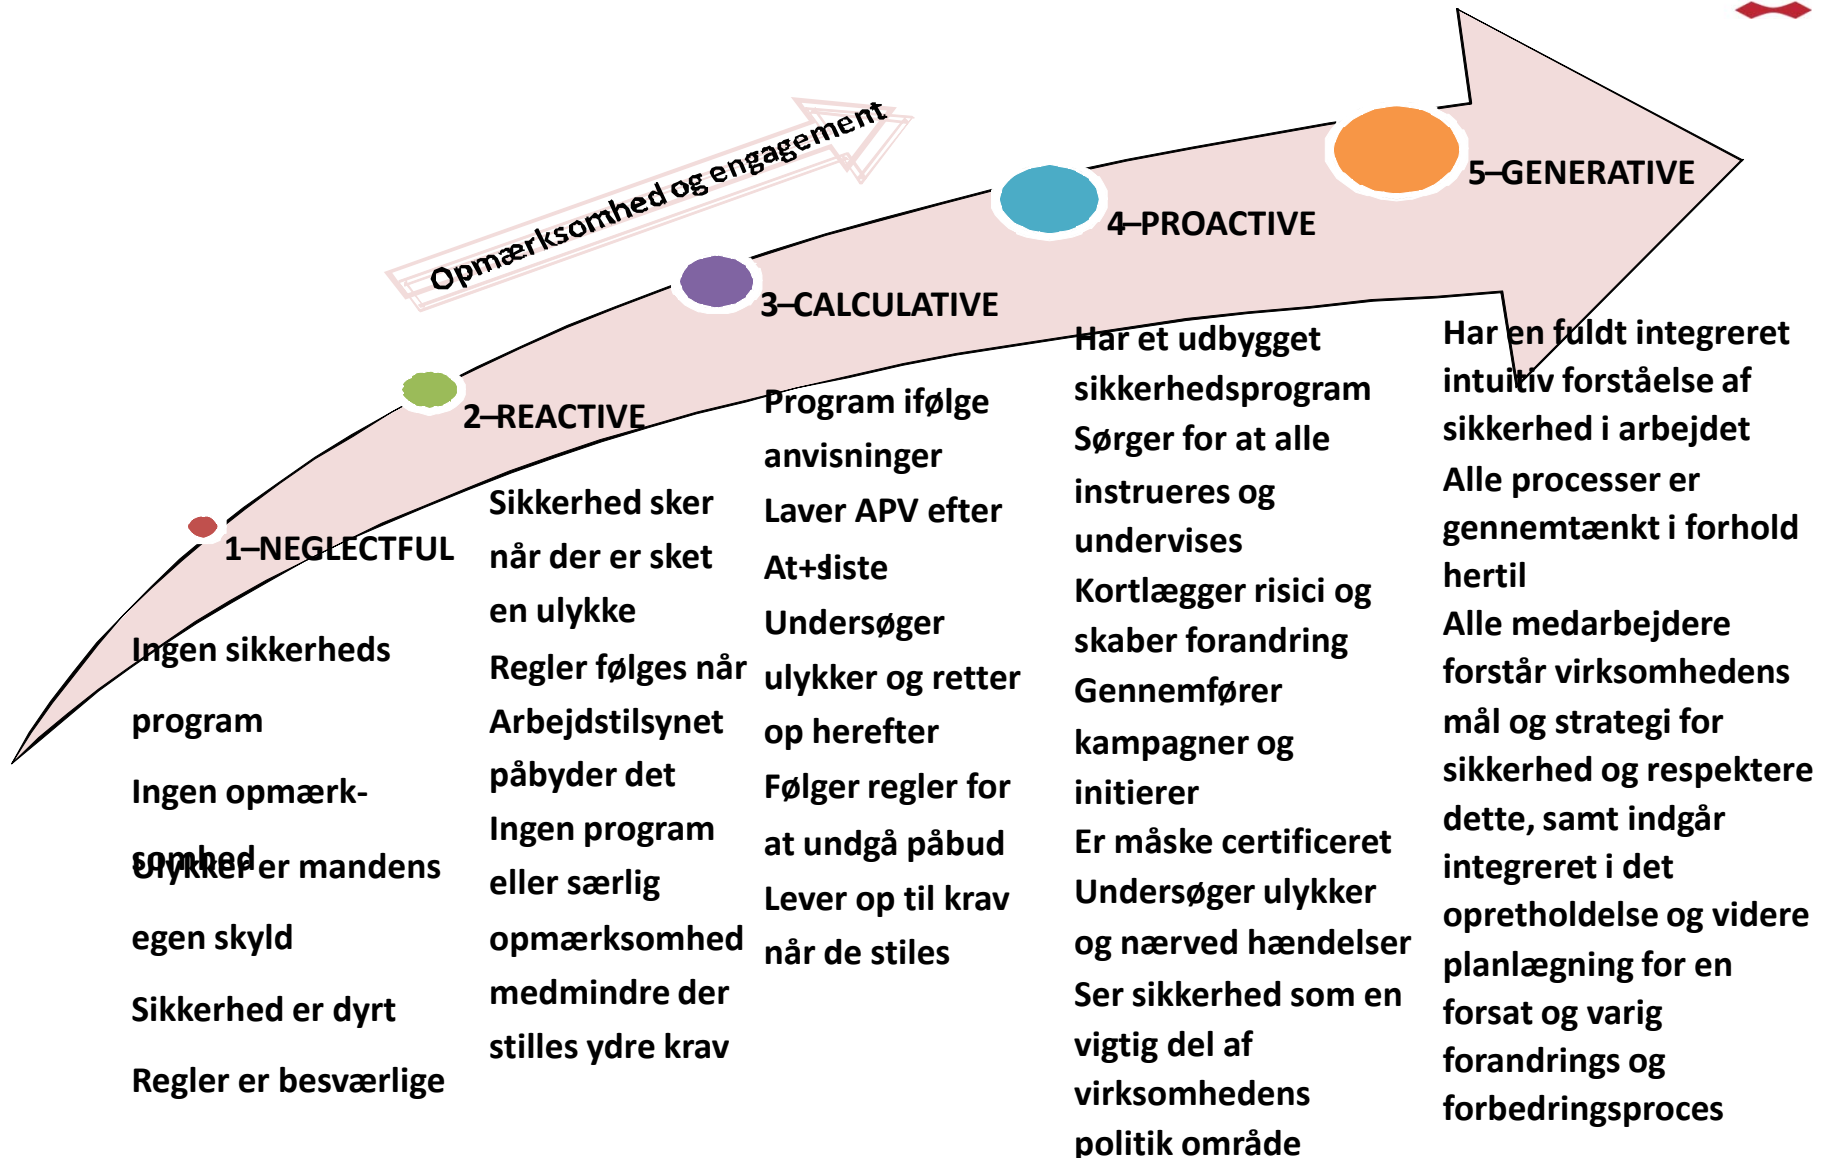 Opmærksomhed og engagement
1–NEGLECTFUL
Ingen sikkerheds
program
Ingen opmærk-
somhed
Ulykker er mandens
egen skyld
Sikkerhed er dyrt
Regler er besværlige
2–REACTIVE
Sikkerhed sker
når der er sket
en ulykke
Regler følges når
Arbejdstilsynet
påbyder det
Ingen program
eller særlig
opmærksomhed
medmindre der
stilles ydre krav
3–CALCULATIVE
Program ifølge
anvisninger
Laver APV efter
Undersøger
ulykker og retter
op herefter
Følger regler for
at undgå påbud
Lever op til krav
når de stiles
4–PROACTIVE
Har et udbygget
sikkerhedsprogram
Sørger for at alle
instrueres og
undervises
Kortlægger risici og
skaber forandring
Gennemfører
kampagner og
initierer
Er måske certificeret
Undersøger ulykker
og nærved hændelser
Ser sikkerhed som en
vigtig del af
virksomhedens
politik område
5–GENERATIVE
Har en fuldt integreret
intuitiv forståelse af
sikkerhed i arbejdet
Alle processer er
gennemtænkt i forhold
hertil
Alle medarbejdere
forstår virksomhedens
mål og strategi for
sikkerhed og respektere
dette, samt indgår
integreret i det
opretholdelse og videre
planlægning for en
forsat og varig
forandrings og
forbedringsproces